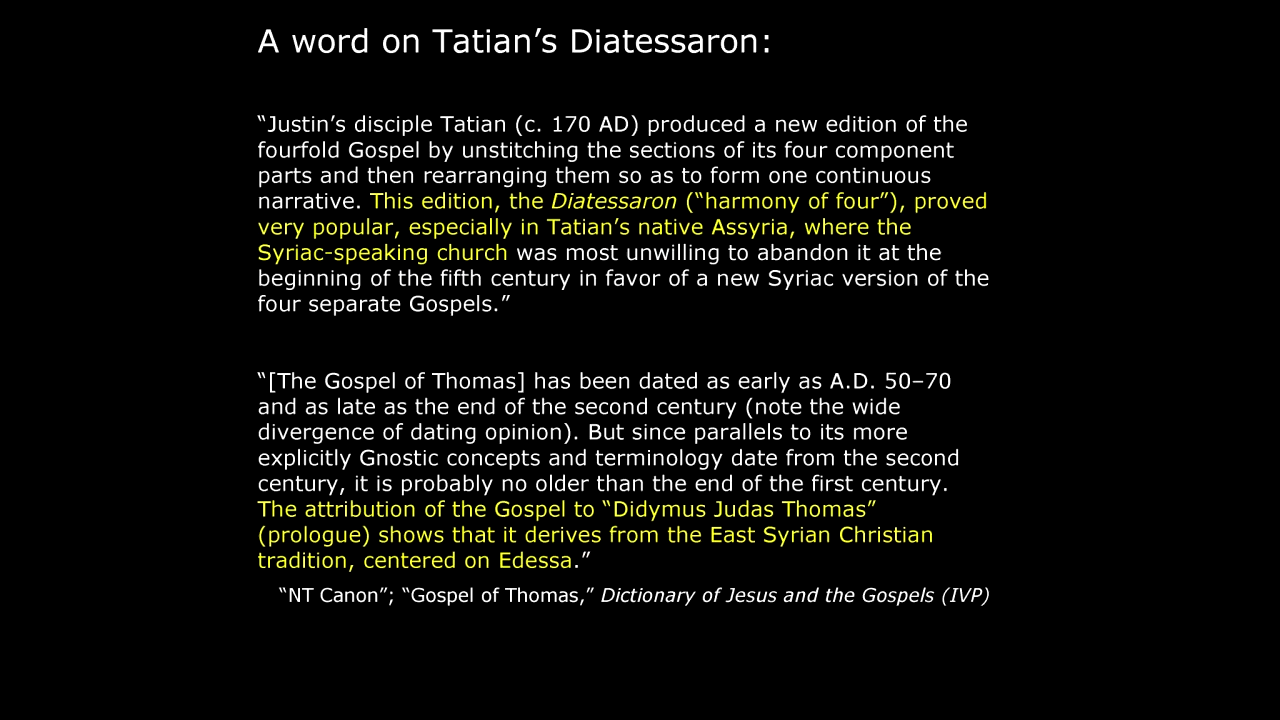 A word on Tatian’s Diatessaron:
“Justin’s disciple Tatian (c. 170 AD) produced a new edition of the
fourfold Gospel by unstitching the sections of its four component
parts and then rearranging them so as to form one continuous
narrative. This edition, the Diatessaron (“harmony of four”), proved
very popular, especially in Tatian’s native Assyria, where the
Syriac-speaking church was most unwilling to abandon it at the
beginning of the fifth century in favor of a new Syriac version of the
four separate Gospels.”
“[The Gospel of Thomas] has been dated as early as A.D. 50–70
and as late as the end of the second century (note the wide
divergence of dating opinion). But since parallels to its more
explicitly Gnostic concepts and terminology date from the second
century, it is probably no older than the end of the first century.
The attribution of the Gospel to “Didymus Judas Thomas”
(prologue) shows that it derives from the East Syrian Christian
tradition, centered on Edessa.”
“NT Canon”; “Gospel of Thomas,” Dictionary of Jesus and the Gospels (IVP)